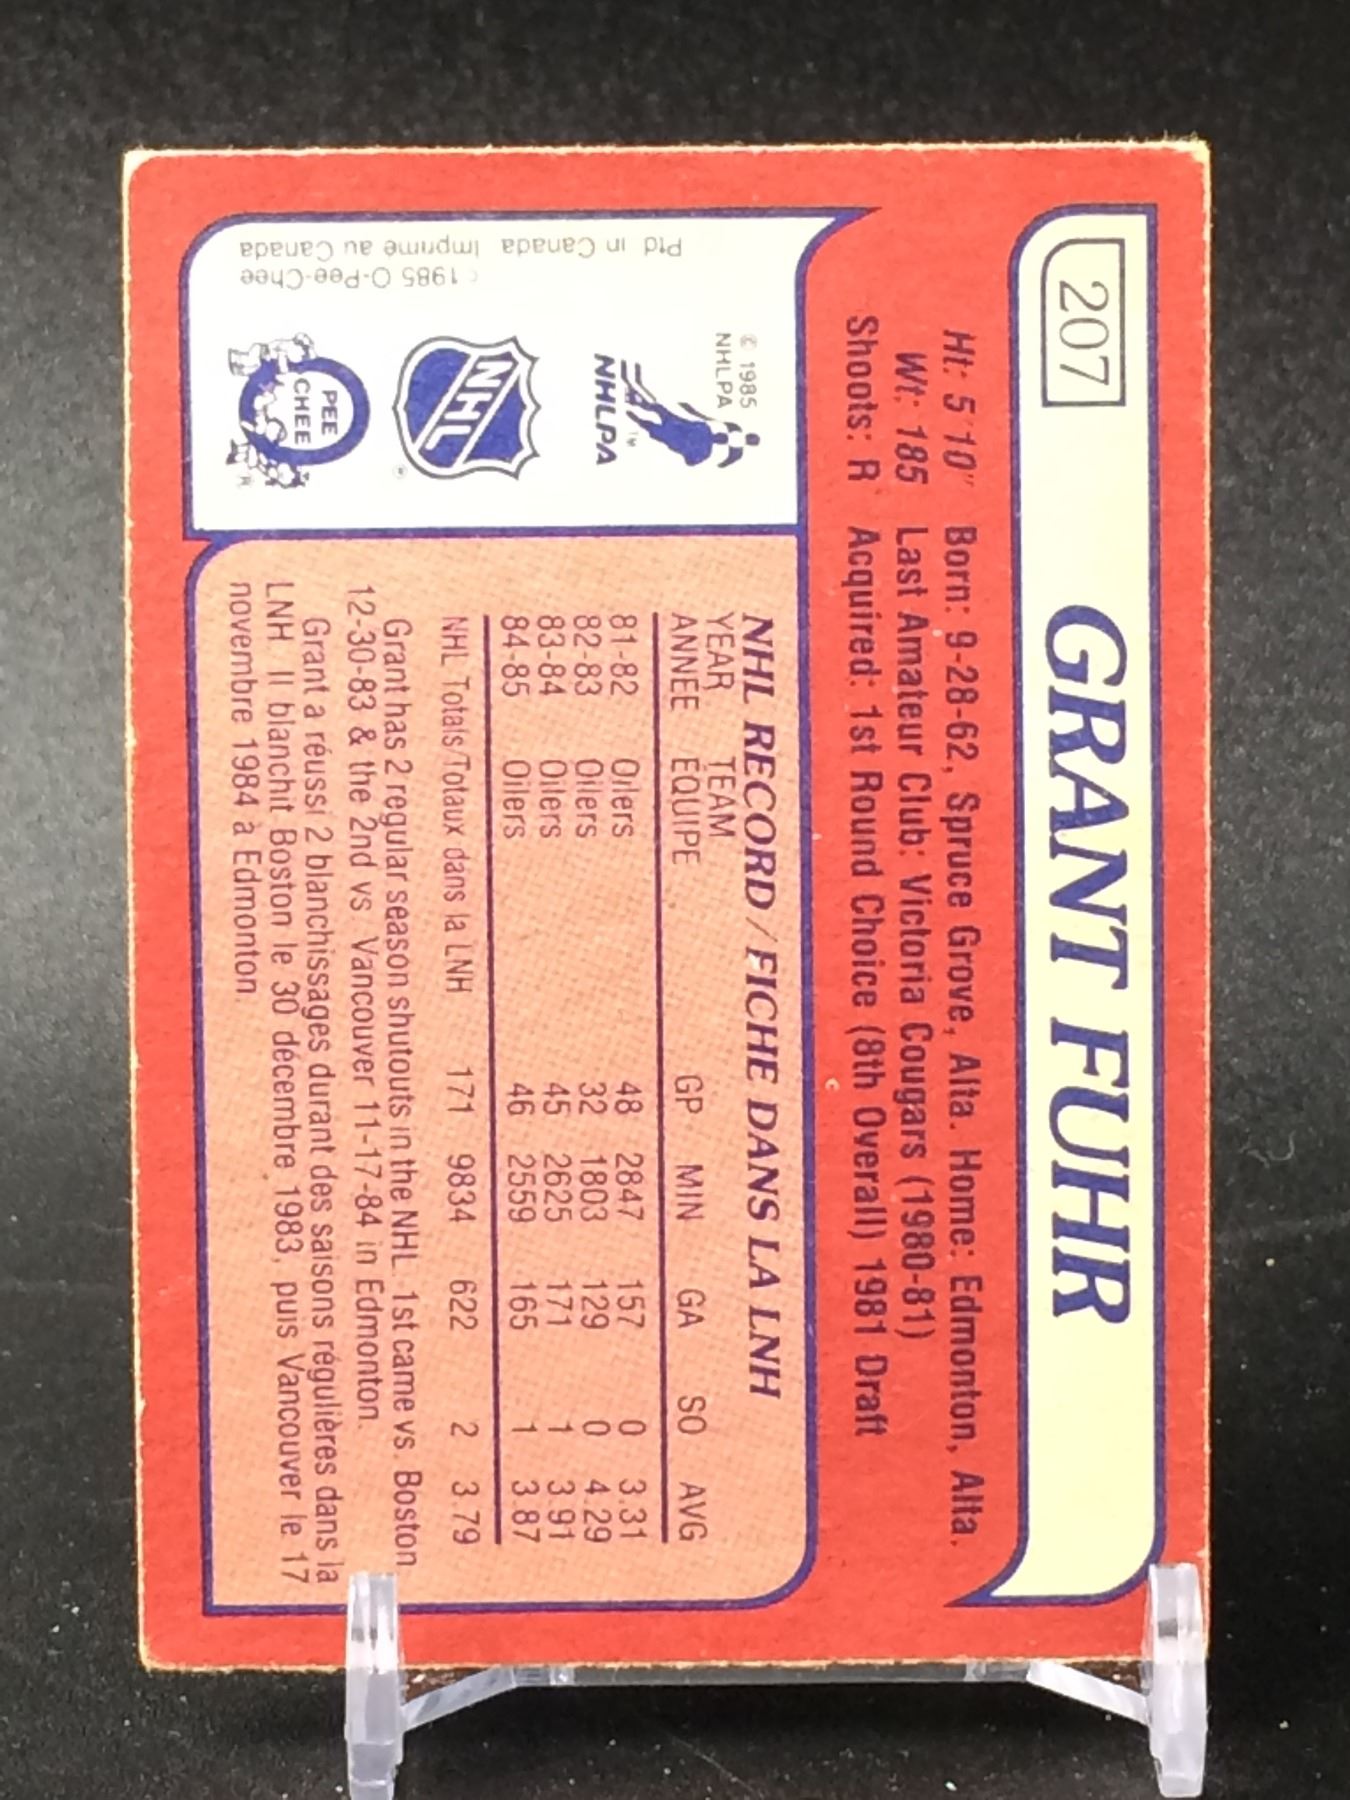 207 GRANT FUHR
Ht: 5'10" Born: 9-28-62, Spruce Grove, Alta. Home: Edmonton, Alta.
Wt: 185 Last Amateur Club: Victoria Cougars (1980-81)
Shoots: R Acquired: 1st Round Choice (8th Overall) 1981 Draft
© 1985
NHLPA
NHLPA™
NHL
®
PEE
CHEE
®
Ptd in Canada Imprimé au Canada
©1985 O-Pee-Chee
NHL RECORD/FICHE DANS LA LNH
YEAR TEAM
ANNEE EQUIPE GP MIN GA SO AVG
81-82 Oilers 48 2847 157 0 3.31
82-83 Oilers 32 1803 129 0 4.29
83-84 Oilers 45 2625 171 1 3.91
84-85 Oilers 46 2559 165 1 3.87
NHL Totals/Totaux dans la LNH 171 9834 622 2 3.79
Grant has 2 regular season shutouts in the NHL. 1st came vs. Boston
12-30-83 & the 2nd vs. Vancouver 11-17-84 in Edmonton.
Grant a réussi 2 blanchissages durant des saisons régulières dans la
LNH. Il blanchit Boston le 30 décembre 1983, puis Vancouver le 17
novembre 1984 à Edmonton.